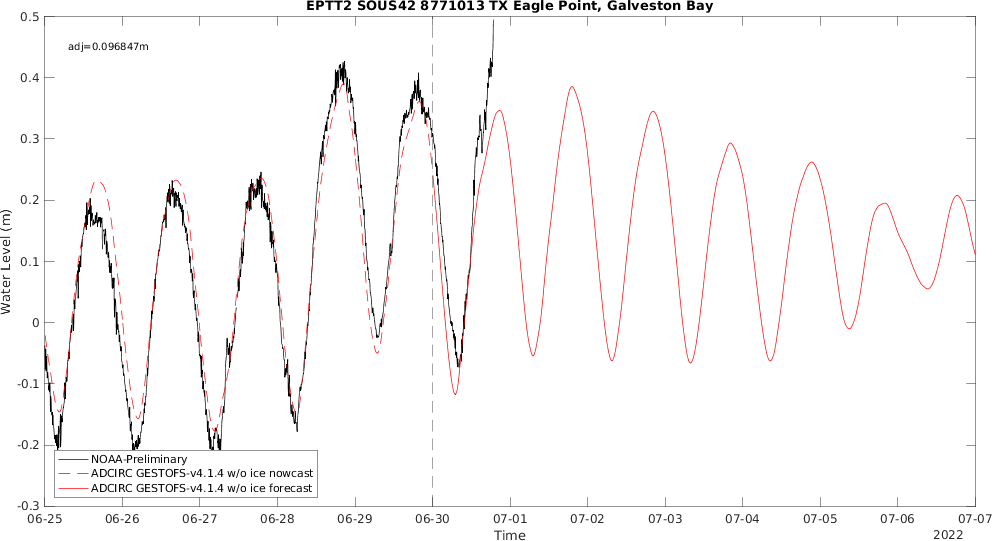 EPTT2 SOUS42 8771013 TX Eagle Point, Galveston Bay
adj=0.096847m
0.5
0.4
0.3
0.2
0.1
0
-0.1
-0.2
-0.3
Water Level (m)
NOAA-Preliminary
ADCIRC GESTOFS-v4.1.4 w/o ice nowcast
ADCIRC GESTOFS-v4.1.4 w/o ice forecast
06-25 06-26 06-27 06-28 06-29 06-30 07-01 07-02 07-03 07-04 07-05 07-06 07-07
Time
2022